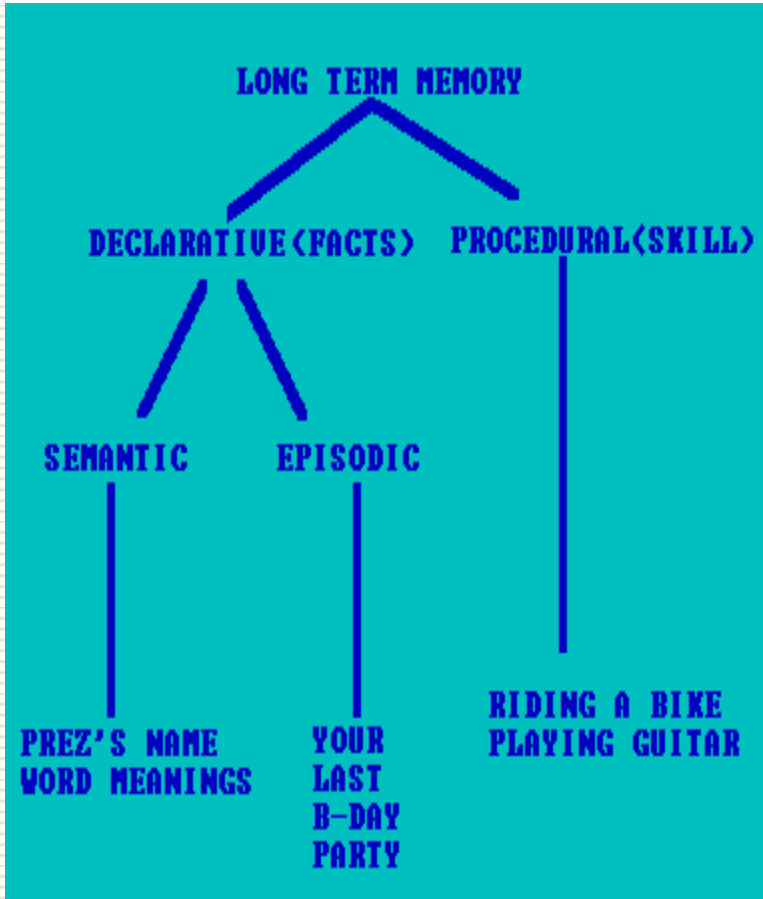 LONG TERM MEMORY
DECLARATIVE(FACTS)
PROCEDURAL(SKILL)
SEMANTIC
EPISODIC
PREZ'S NAME
WORD MEANINGS
YOUR
LAST
B-DAY
PARTY
RIDING A BIKE
PLAYING GUITAR